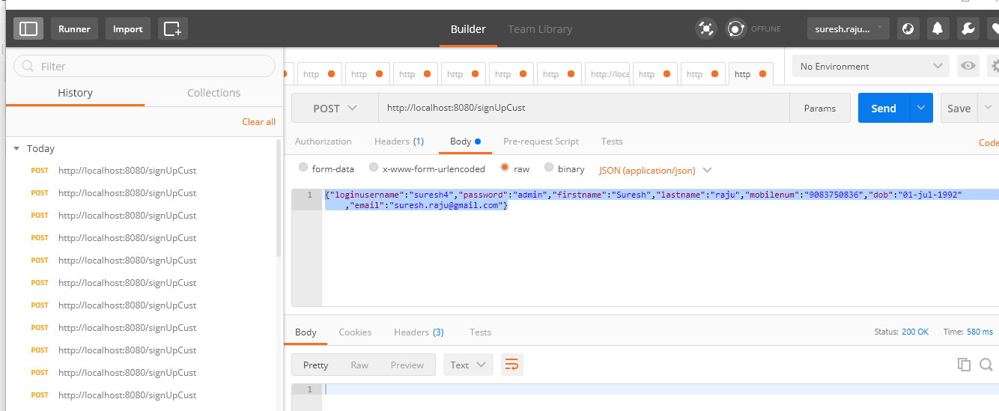 Runner Import Builder Team Library OFFLINE suresh.raju...
Filter
History Collections
Clear all
Today
POST http://localhost:8080/signUpCust
POST http://localhost:8080/signUpCust
POST http://localhost:8080/signUpCust
POST http://localhost:8080/signUpCust
POST http://localhost:8080/signUpCust
POST http://localhost:8080/signUpCust
POST http://localhost:8080/signUpCust
POST http://localhost:8080/signUpCust
POST http://localhost:8080/signUpCust
POST http://localhost:8080/signUpCust
POST http://localhost:8080/signUpCust
http http http http http http http://loca http http http No Environment
POST http://localhost:8080/signUpCust Params Send Save
Authorization Headers (1) Body Pre-request Script Tests Code
form-data x-www-form-urlencoded raw binary JSON (application/json)
1 {"loginusername":"suresh4","password":"admin","firstname":"Suresh","lastname":"raju","mobilenum":"9083750836","dob":"01-jul-1992"
,"email":"suresh.raju@gmail.com"}
Body Cookies Headers (3) Tests Status: 200 OK Time: 580 ms
Pretty Raw Preview Text
1